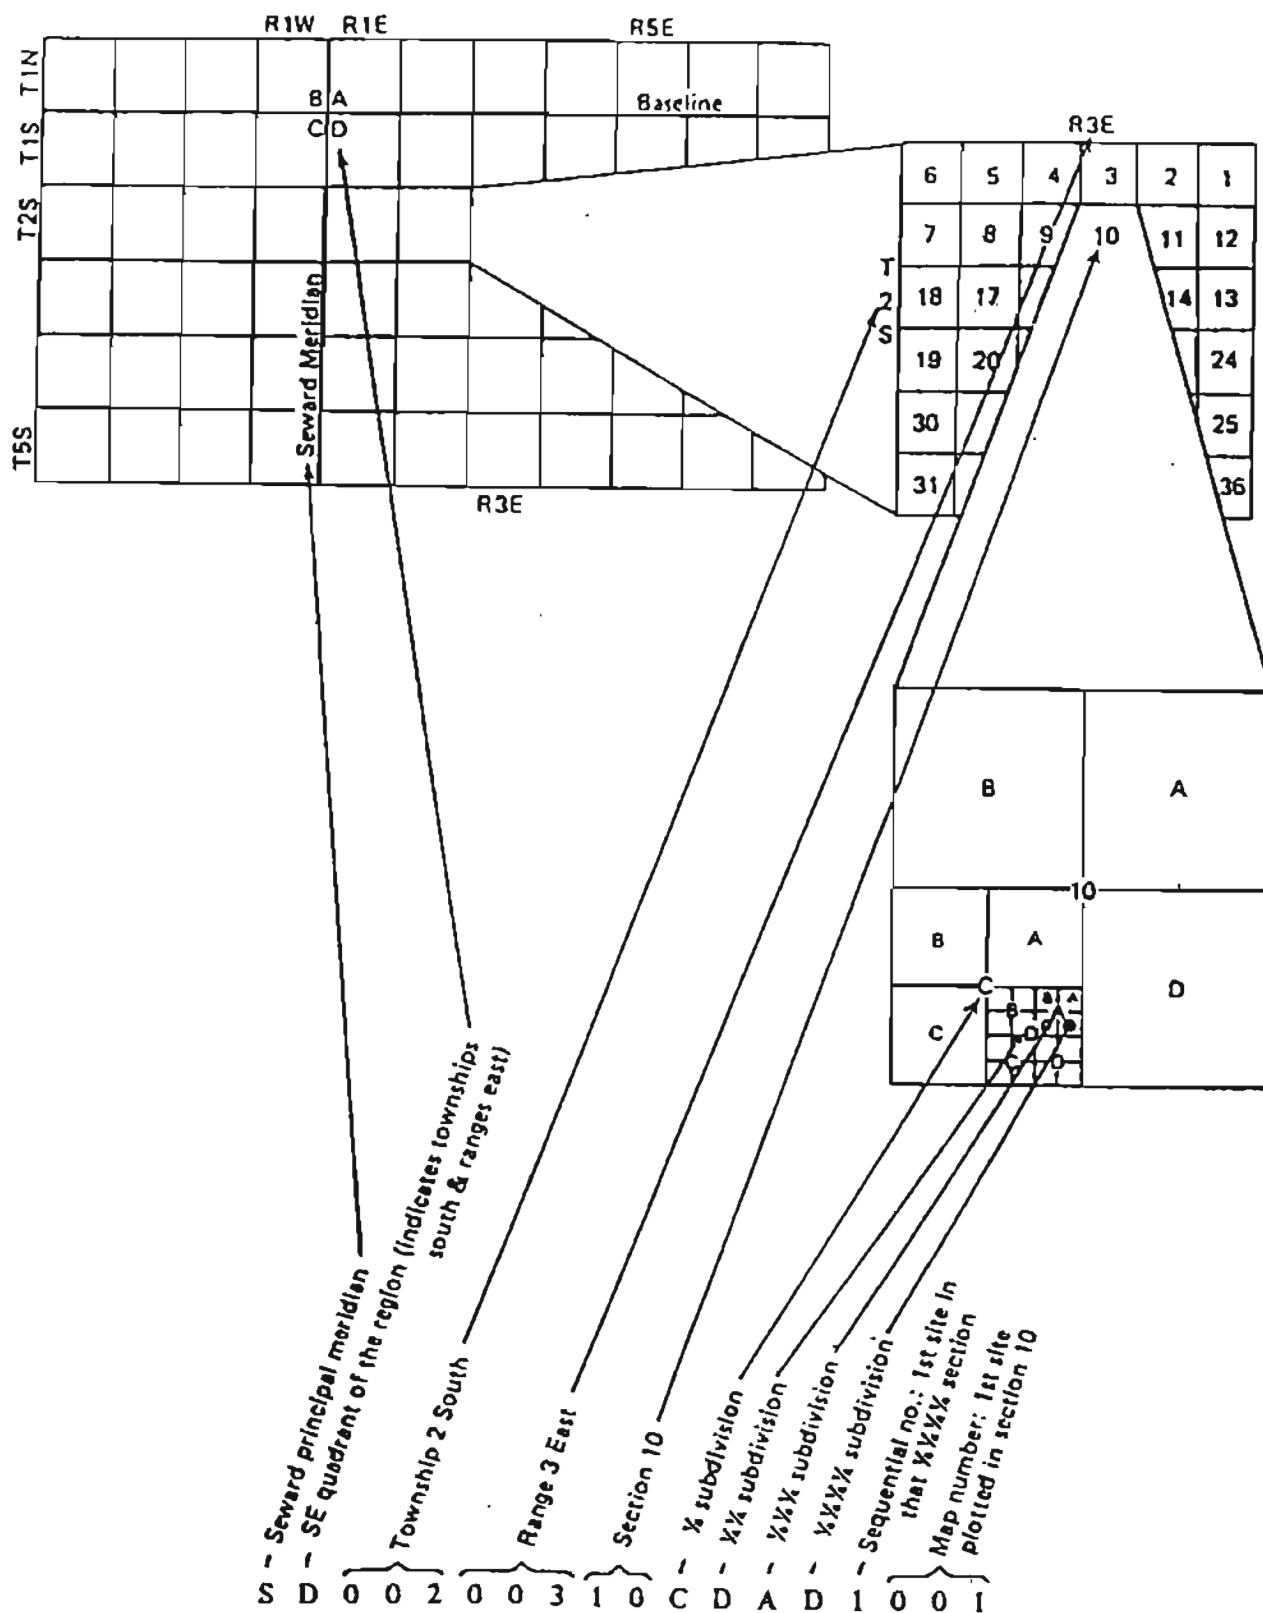 R1W R1E R5E
T1N
B A
Baseline
T1S
C D
R3E
T2S
6 5 4 3 2 1
7 8 9 10 11 12
T
2
S
18 17 14 13
19 20 24
30 25
31 36
Seward Meridian
T5S
R3E
B A
10
B A
C D
C
B B A
A
D C
C D
Seward principal meridian
SE quadrant of the region (indicates townships
south & ranges east)
Township 2 South
Range 3 East
Section 10
¼ subdivision
¼¼ subdivision
¼¼¼ subdivision
¼¼¼¼ subdivision
Sequential no.: 1st site in
that ¼¼¼¼ section
Map number: 1st site
plotted in section 10
S D 0 0 2 0 0 3 1 0 C D A D 1 0 0 1